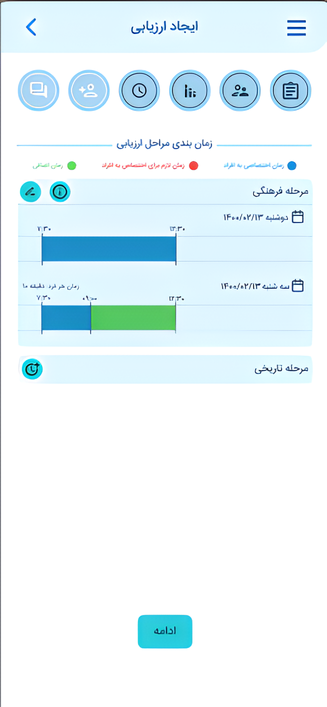 ایجاد ارزیابی
زمان بندی مراحل ارزیابی
زمان اختصاصی به افراد
زمان لازم برای اختصاص به افراد
زمان اضافی
مرحله فرهنگی
دوشنبه ۱۴۰۰/۰۲/۱۳
۷:۳۰ ۱۲:۳۰
سه شنبه ۱۴۰۰/۰۲/۱۳
زمان هر فرد: دقیقه ۱۰
۷:۳۰ ۰۹:۰۰ ۱۲:۳۰
مرحله تاریخی
ادامه